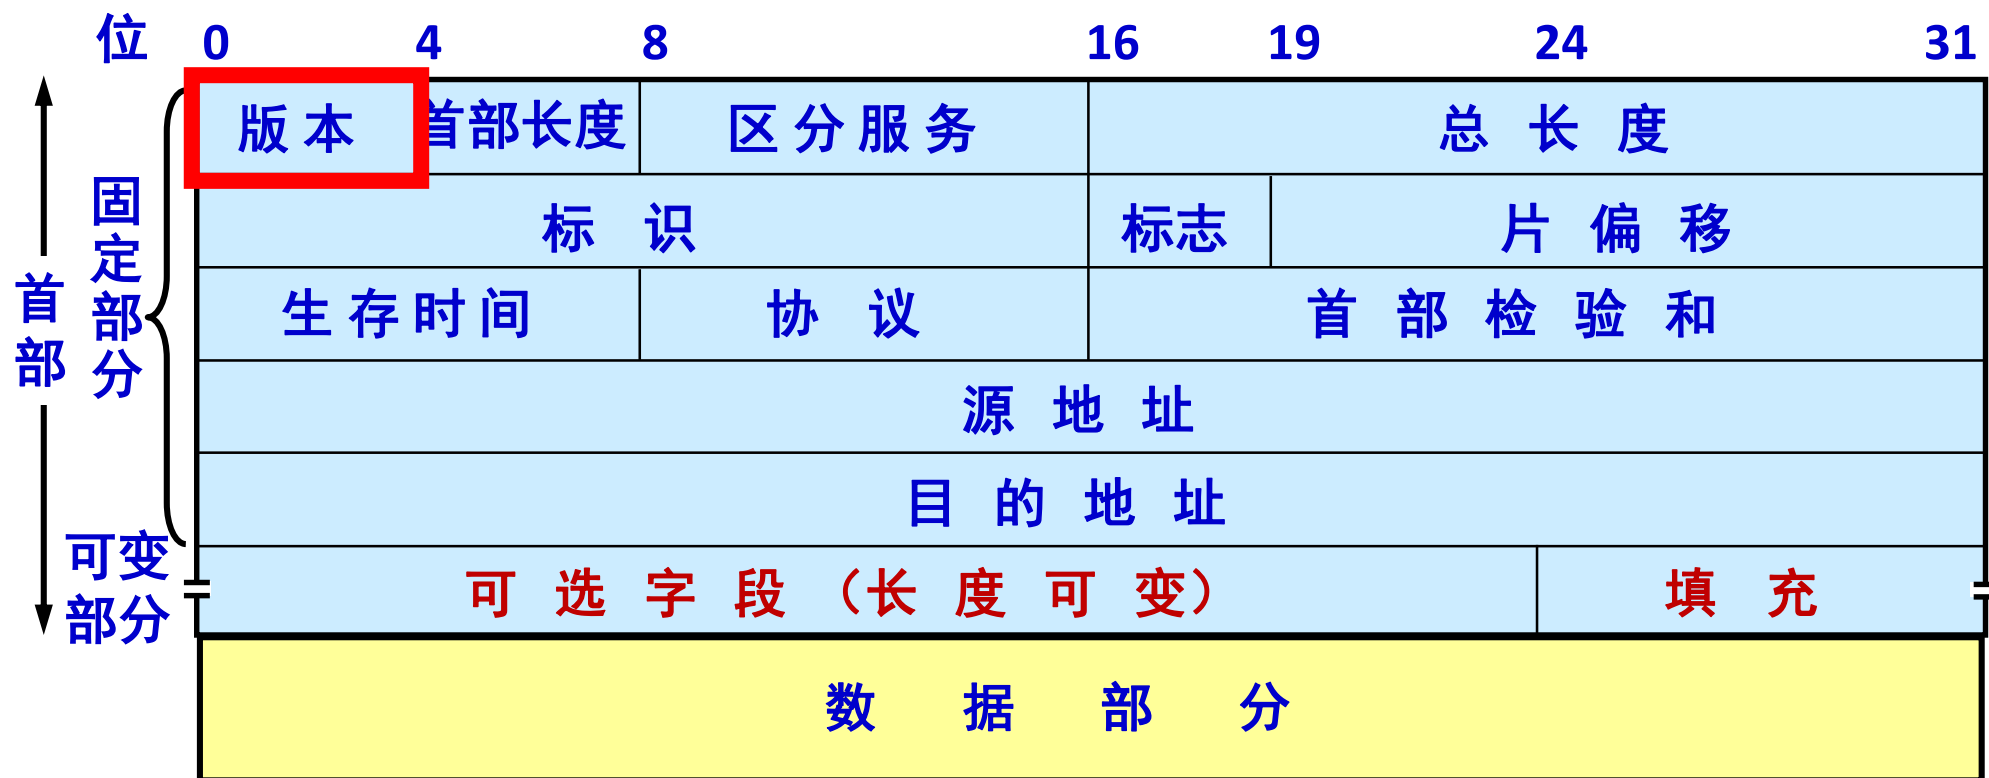 位 0 4 8 16 19 24 31
版本 首部长度 区分服务 总长度
标识 标志 片偏移
生存时间 协议 首部检验和
源地址
目的地址
可选字段（长度可变） 填充
数据部分
首部
固定部分
可变
部分